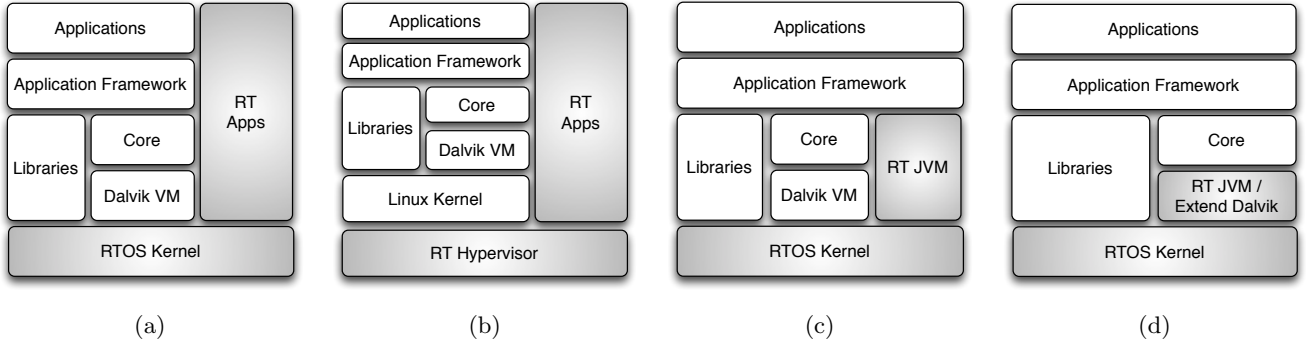 Applications
Application Framework
Libraries
Core
Dalvik VM
RT
Apps
RTOS Kernel
(a)
Applications
Application Framework
Libraries
Core
Dalvik VM
Linux Kernel
RT
Apps
RT Hypervisor
(b)
Applications
Application Framework
Libraries
Core
Dalvik VM
RT JVM
RTOS Kernel
(c)
Applications
Application Framework
Libraries
Core
RT JVM /
Extend Dalvik
RTOS Kernel
(d)